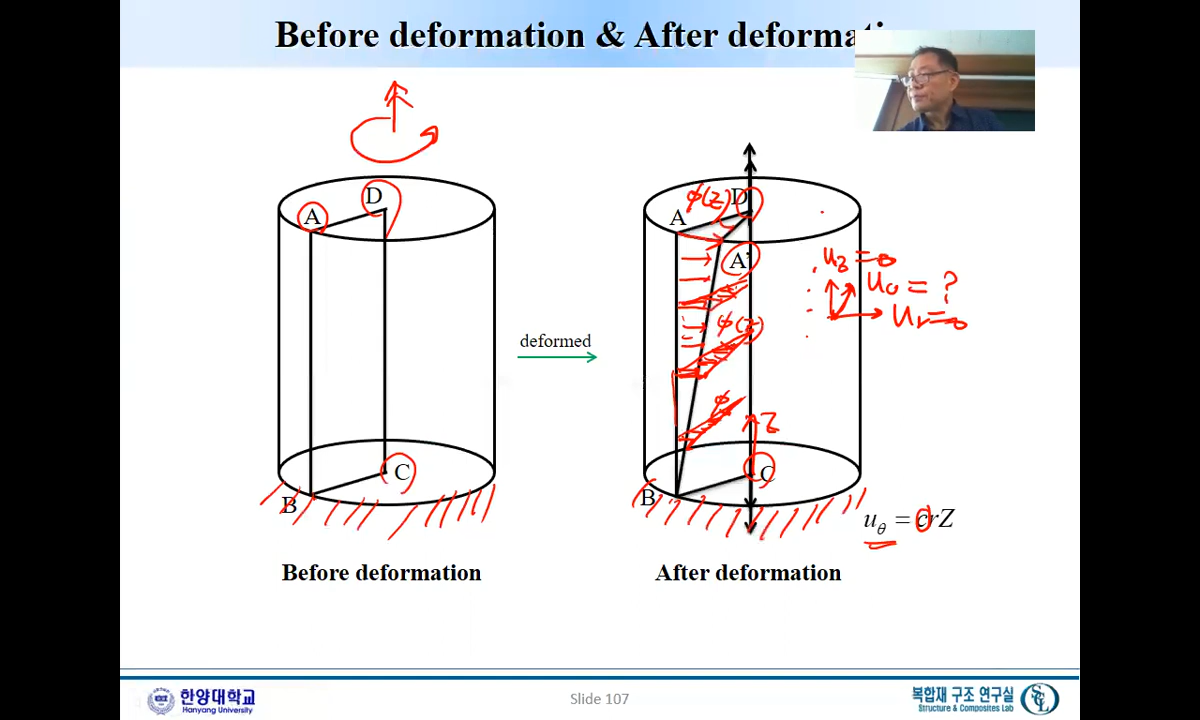 Before deformation & After deformati
A
D
C
B
deformed
ϕ(Z)
D
A
A'
u_z = 0
u_θ = ?
u_r = 0
ϕ(z)
ϕ
Z
C
B
u_θ = crZ
Before deformation
After deformation
한양대학교
Hanyang University
Slide 107
복합재 구조 연구실
Structure & Composites Lab
SCL